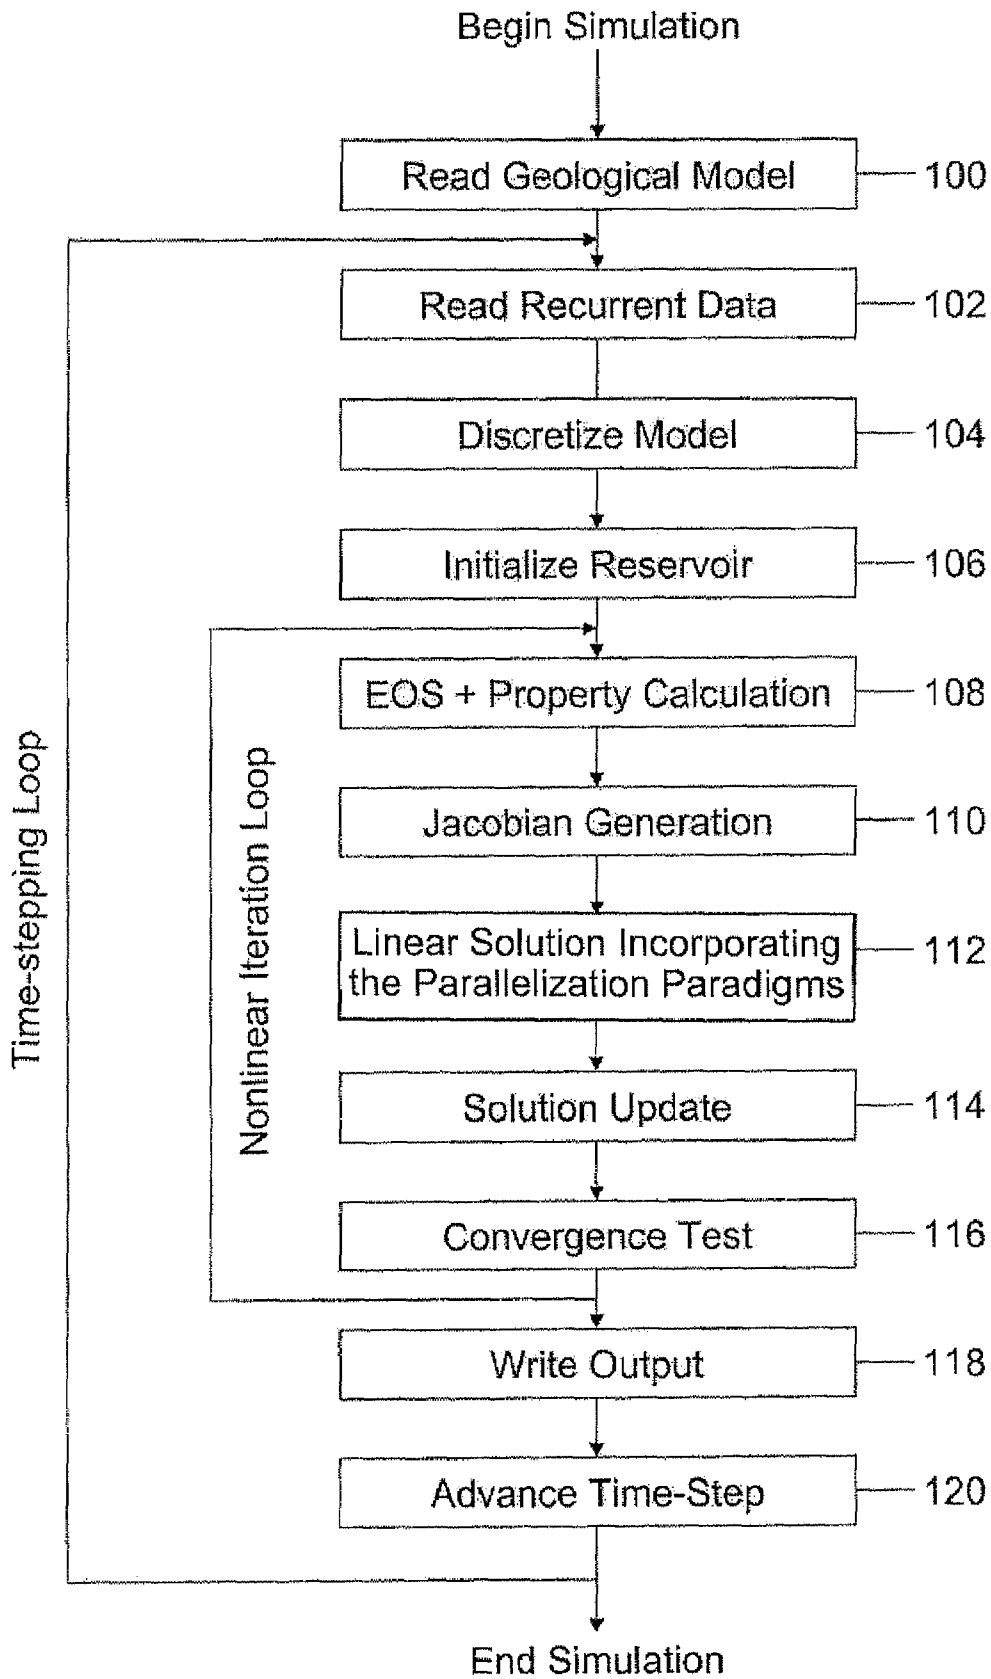 Begin Simulation
Read Geological Model
100
Read Recurrent Data
102
Discretize Model
104
Initialize Reservoir
106
EOS + Property Calculation
108
Jacobian Generation
110
Linear Solution Incorporating
the Parallelization Paradigms
112
Solution Update
114
Convergence Test
116
Write Output
118
Advance Time-Step
120
End Simulation
Time-stepping Loop
Nonlinear Iteration Loop